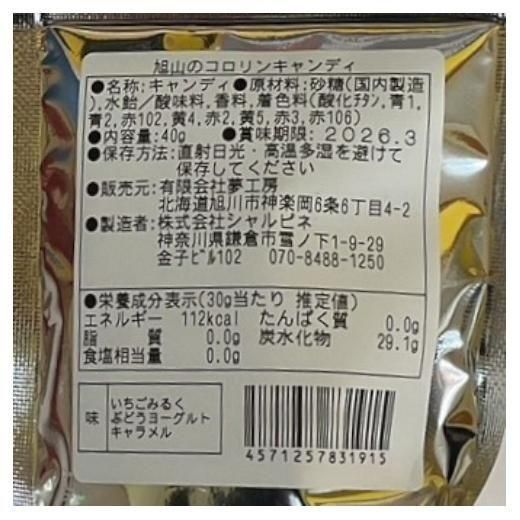 旭山のコロリンキャンディ
●名称:キャンディ●原材料:砂糖(国内製造
),水飴／酸味料,香料,着色料(酸化ﾁﾀﾝ,青1,
青2,赤102,黄4,赤2,黄5,赤3,赤106)
●内容量:40g ●賞味期限:2026.3
●保存方法:直射日光・高温多湿を避けて
保存してください
●販売元:有限会社夢工房
北海道旭川市神楽岡6条6丁目4-2
●製造者:株式会社シャルビネ
神奈川県鎌倉市雪ノ下1-9-29
金子ﾋﾞﾙ102 070-8488-1250
●栄養成分表示(30g当たり 推定値)
エネルギー 112kcal たんぱく質 0.0g
脂質 0.0g 炭水化物 29.1g
食塩相当量 0.0g
味 いちごみるく
ぶどうヨーグルト
キャラメル
4571257831915